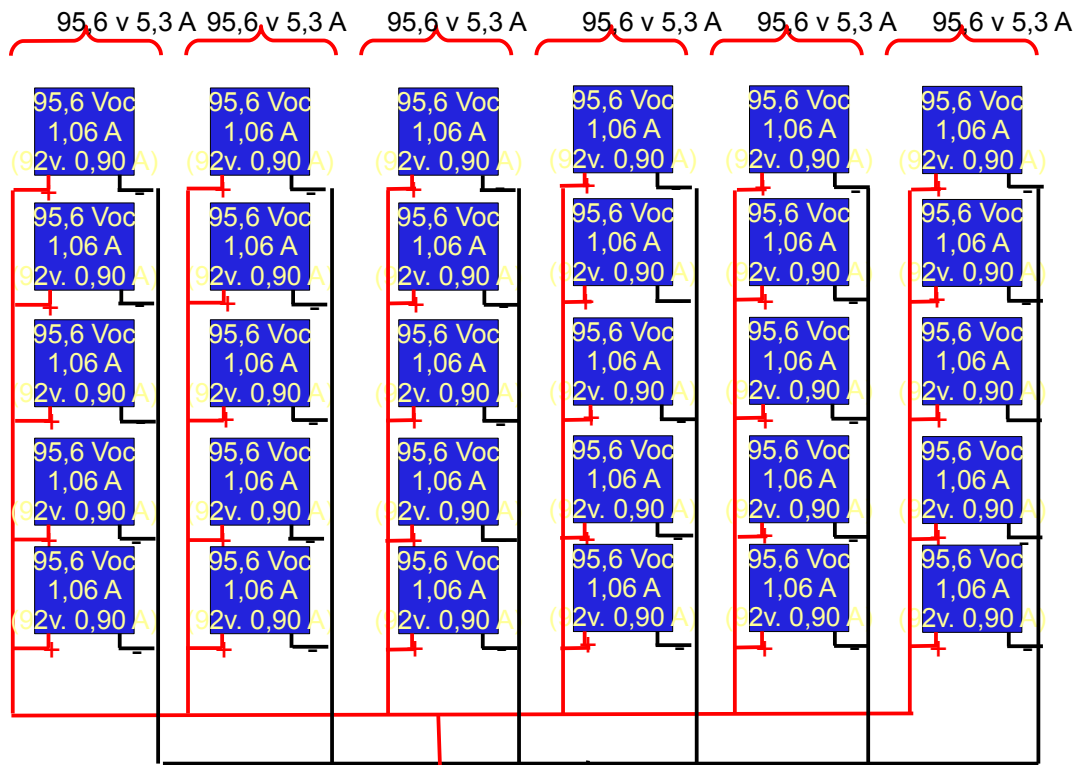 95,6 v 5,3 A 95,6 v 5,3 A 95,6 v 5,3 A 95,6 v 5,3 A 95,6 v 5,3 A 95,6 v 5,3 A
95,6 Voc 95,6 Voc 95,6 Voc 95,6 Voc 95,6 Voc 95,6 Voc
1,06 A 1,06 A 1,06 A 1,06 A 1,06 A 1,06 A
(92v. 0,90 A) (92v. 0,90 A) (92v. 0,90 A) (92v. 0,90 A) (92v. 0,90 A) (92v. 0,90 A)
+ - + - + - + - + - + -
95,6 Voc 95,6 Voc 95,6 Voc 95,6 Voc 95,6 Voc 95,6 Voc
1,06 A 1,06 A 1,06 A 1,06 A 1,06 A 1,06 A
(92v. 0,90 A) (92v. 0,90 A) (92v. 0,90 A) (92v. 0,90 A) (92v. 0,90 A) (92v. 0,90 A)
+ - + - + - + - + - + -
95,6 Voc 95,6 Voc 95,6 Voc 95,6 Voc 95,6 Voc 95,6 Voc
1,06 A 1,06 A 1,06 A 1,06 A 1,06 A 1,06 A
(92v. 0,90 A) (92v. 0,90 A) (92v. 0,90 A) (92v. 0,90 A) (92v. 0,90 A) (92v. 0,90 A)
+ - + - + - + - + - + -
95,6 Voc 95,6 Voc 95,6 Voc 95,6 Voc 95,6 Voc 95,6 Voc
1,06 A 1,06 A 1,06 A 1,06 A 1,06 A 1,06 A
(92v. 0,90 A) (92v. 0,90 A) (92v. 0,90 A) (92v. 0,90 A) (92v. 0,90 A) (92v. 0,90 A)
+ - + - + - + - + - + -
95,6 Voc 95,6 Voc 95,6 Voc 95,6 Voc 95,6 Voc 95,6 Voc
1,06 A 1,06 A 1,06 A 1,06 A 1,06 A 1,06 A
(92v. 0,90 A) (92v. 0,90 A) (92v. 0,90 A) (92v. 0,90 A) (92v. 0,90 A) (92v. 0,90 A)
+ - + - + - + - + - + -